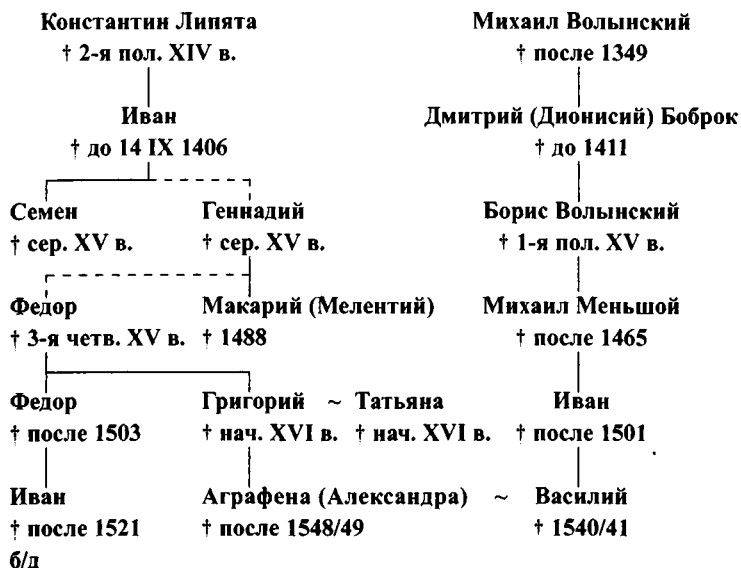 Константин Липята Михаил Волынский
† 2-я пол. XIV в. † после 1349
Иван Дмитрий (Дионисий) Боброк
† до 14 IX 1406 † до 1411
Семен Геннадий Борис Волынский
† сер. XV в. † сер. XV в. † 1-я пол. XV в.
Федор Макарий (Мелентий) Михаил Меньшой
† 3-я четв. XV в. † 1488 † после 1465
Федор Григорий ~ Татьяна Иван
† после 1503 † нач. XVI в. † нач. XVI в. † после 1501
Иван Аграфена (Александра) ~ Василий
† после 1521 † после 1548/49 † 1540/41
б/д